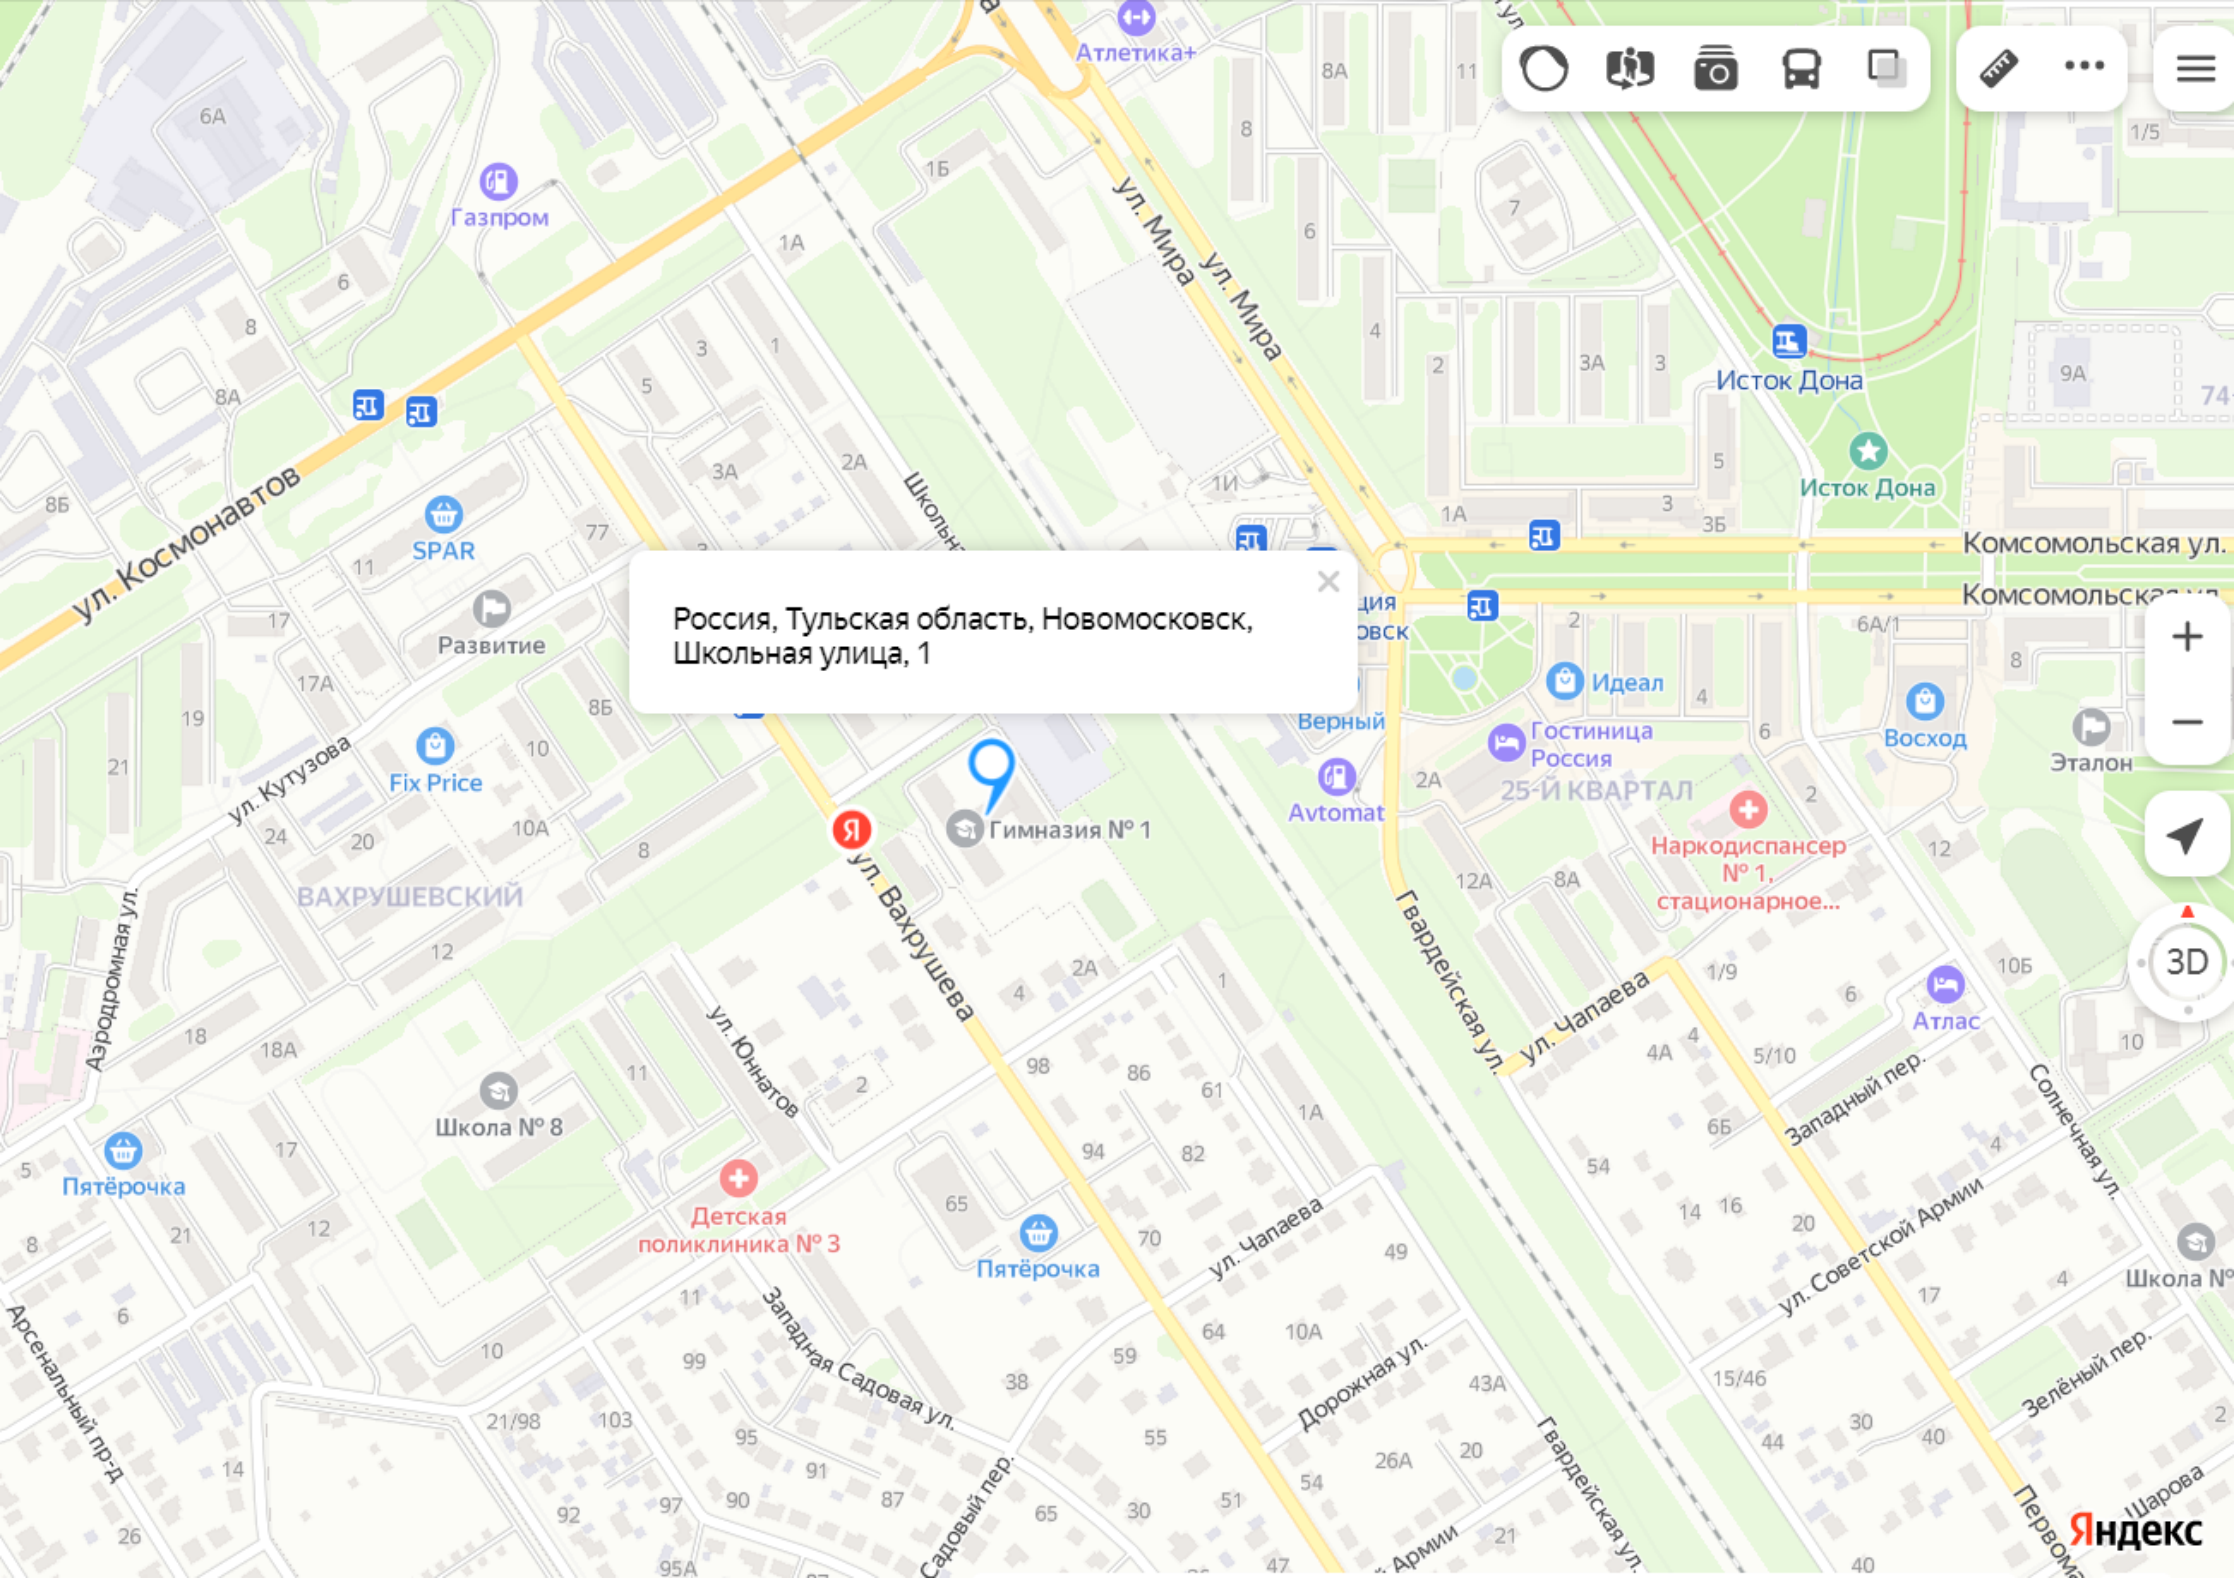 Атлетика+
8А
11
8
6А
1/5
1Б
7
Газпром
1А
6
6
ул. Мира
ул. Мира
8
3
1
4
2
3А
3
5
9А
74-
Исток Дона
8А
3А
2А
Школьн
1И
5
Исток Дона
8Б
ул. Космонавтов
SPAR
77
11
1А
3
3Б
Комсомольская ул.
Комсомольская ул.
Россия, Тульская область, Новомосковск,
Школьная улица, 1
ция
овск
17
Развитие
2
6А/1
8
17А
19
8Б
Идеал
4
Верный
Гостиница
Россия
6
Восход
Эталон
21
ул. Кутузова
Fix Price
10
2А
25-Й КВАРТАЛ
2
Avtomat
10А
24
20
8
Я
Гимназия № 1
Наркодиспансер
№ 1,
стационарное...
12
12А
8А
ВАХРУШЕВСКИЙ
ул. Вахрушева
Гвардейская ул.
12
Аэродромная ул.
2А
4
1
1/9
10Б
3D
6
Атлас
ул. Чапаева
18
18А
ул. Юннатов
11
2
98
86
61
1А
4А
4
5/10
10
Западный пер.
Солнечная ул.
Школа № 8
6Б
4
17
94
82
54
5
Пятёрочка
Детская
поликлиника № 3
65
14
16
20
ул. Советской Армии
21
12
8
70
ул. Чапаева
49
Пятёрочка
Школа №
4
17
11
Западная Садовая ул.
6
64
10А
Арсенальный пр-д
10
99
59
Дорожная ул.
Зелёный пер.
38
43А
15/46
21/98
103
95
55
Гвардейская ул.
30
40
2
44
14
91
26А
20
90
87
54
51
97
92
Садовый пер.
65
30
26
Первома
Шарова
Яндекс
21
й Армии
95А
47
40